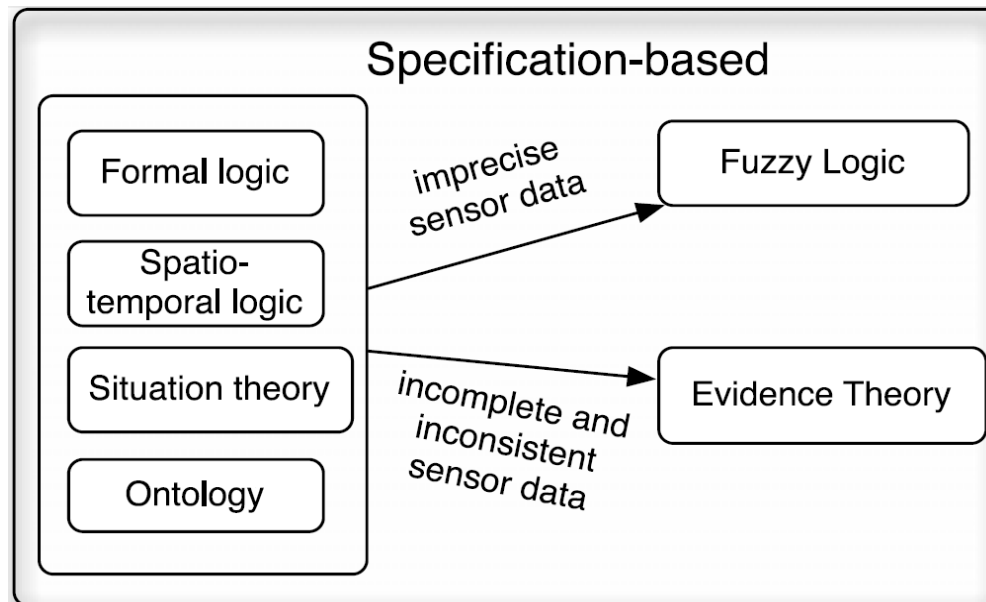 Specification-based
Formal logic
Spatio-
temporal logic
Situation theory
Ontology
imprecise
sensor data
incomplete and
inconsistent
sensor data
Fuzzy Logic
Evidence Theory